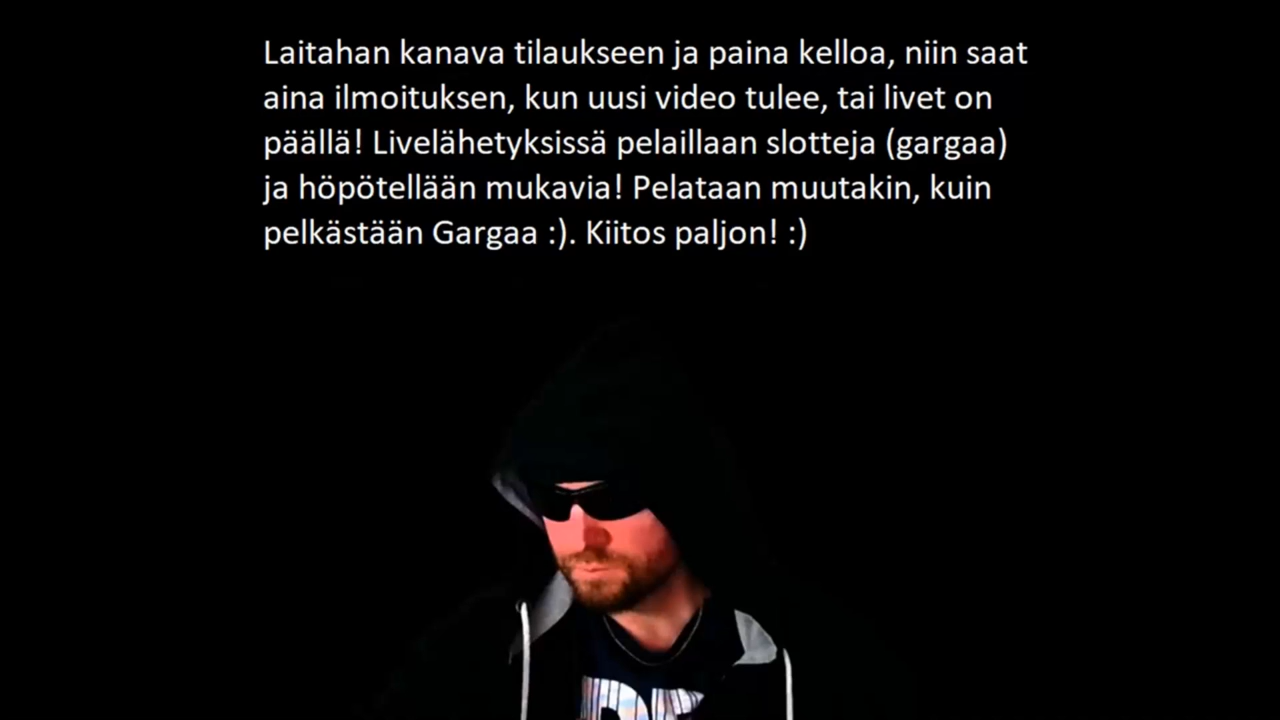 Laitahan kanava tilaukseen ja paina kelloa, niin saat
aina ilmoituksen, kun uusi video tulee, tai livet on
päällä! Livelähetyksissä pelaillaan slotteja (gargaa)
ja höpötellään mukavia! Pelataan muutakin, kuin
pelkästään Gargaa :). Kiitos paljon! :)